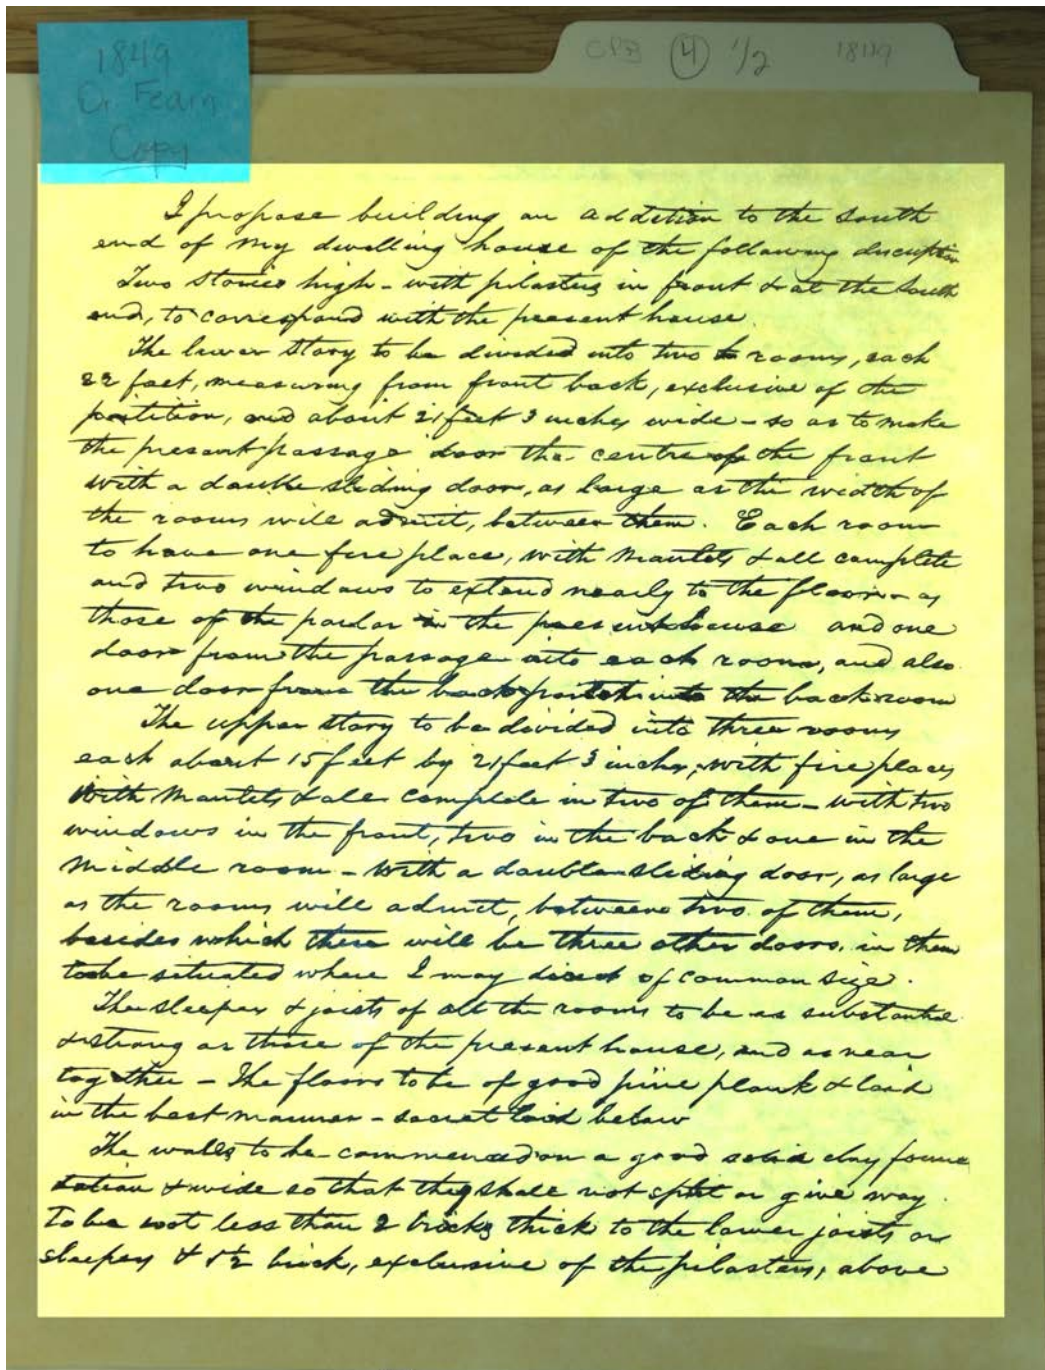 1849
Dr Fearn
Copy
CPB 4 1/2 1849
I propose building an addition to the South
end of my dwelling house of the following discription
Two stories high - with pilasters in front & at the South
end, to correspond with the present house
The lower story to be divided into two rooms, each
22 feet, measuring from front back, exclusive of the
partition, and about 21 feet 3 inches wide - so as to make
the present passage door the centre of the front
with a double sliding door, as large as the width of
the rooms will admit, between them. Each room
to have one fire place, with mantels & all complete
and two windows to extend nearly to the floor - as
those of the parlor in the present house and one
door from the passage into each room, and also
one door from the back portch into the back room
The upper story to be divided into three rooms
each about 15 feet by 21 feet 3 inches, with fire places
with mantels & all complete in two of them - with two
windows in the front, two in the back & one in the
middle room - with a double sliding door, as large
as the rooms will admit, between two of them,
besides which there will be three other doors, in them
to be situated where I may direct of common size.
The sleepers & joists of all the rooms to be as substantial
& strong as those of the present house, and as near
together - The floors to be of good pine plank & laid
in the best manner - secret laid below
The walls to be commenced on a good solid clay foun
dation & wide so that they shall not split or give way.
To be not less than 2 bricks thick to the lower joists or
sleepers & 1½ brick, exclusive of the pilasters, above